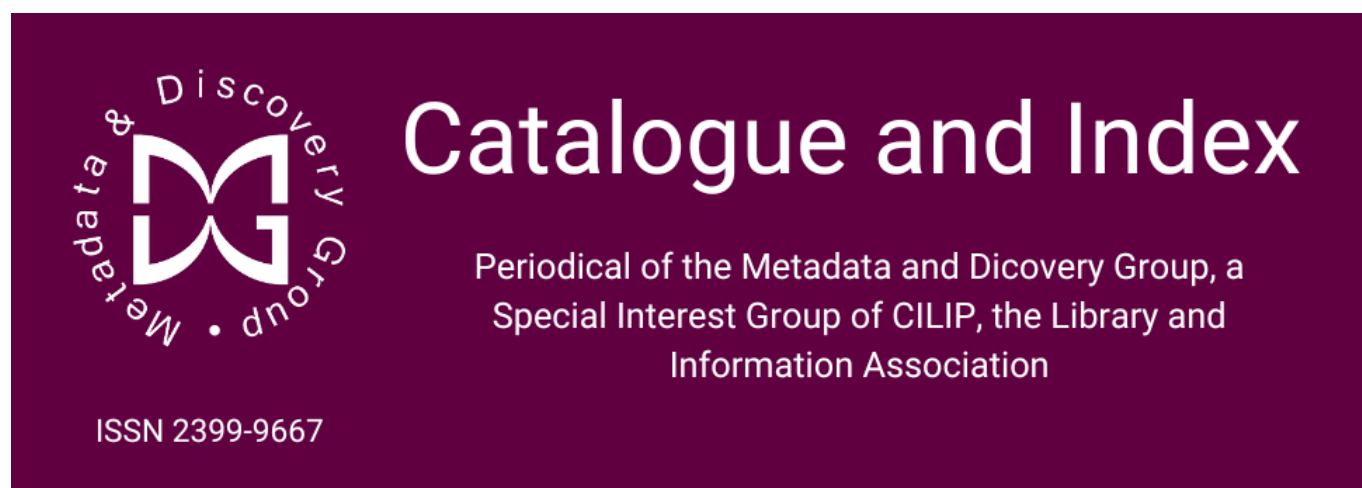 Metadata & Discovery Group •
Catalogue and Index
Periodical of the Metadata and Dicovery Group, a
Special Interest Group of CILIP, the Library and
Information Association
ISSN 2399-9667